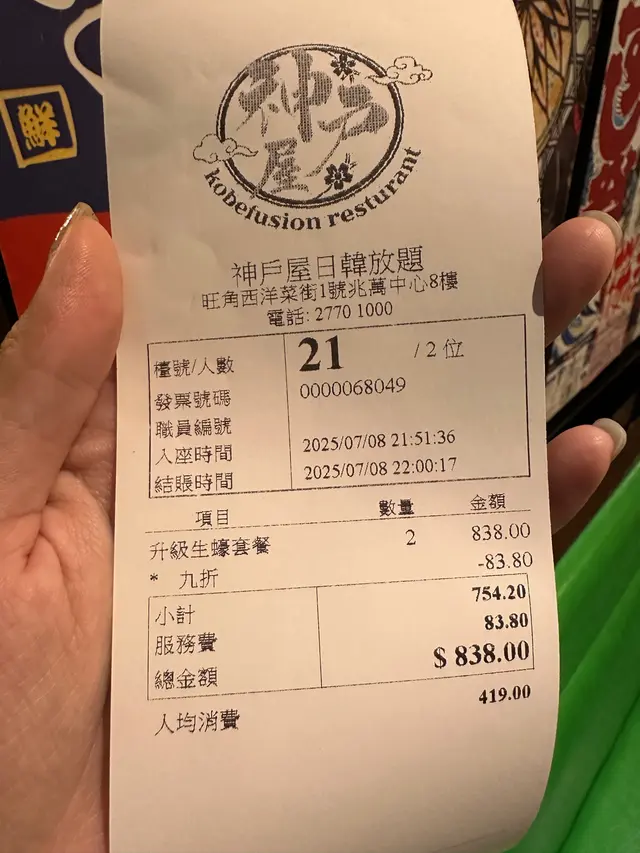 鮮
神戶屋
kobefusion resturant
神戶屋日韓放題
旺角西洋菜街1號兆萬中心8樓
電話: 2770 1000
檯號/人數 21 / 2 位
發票號碼 0000068049
職員編號
入座時間 2025/07/08 21:51:36
結賬時間 2025/07/08 22:00:17
項目 數量 金額
升級生蠔套餐 2 838.00
* 九折 -83.80
小計 754.20
服務費 83.80
總金額 $ 838.00
人均消費 419.00